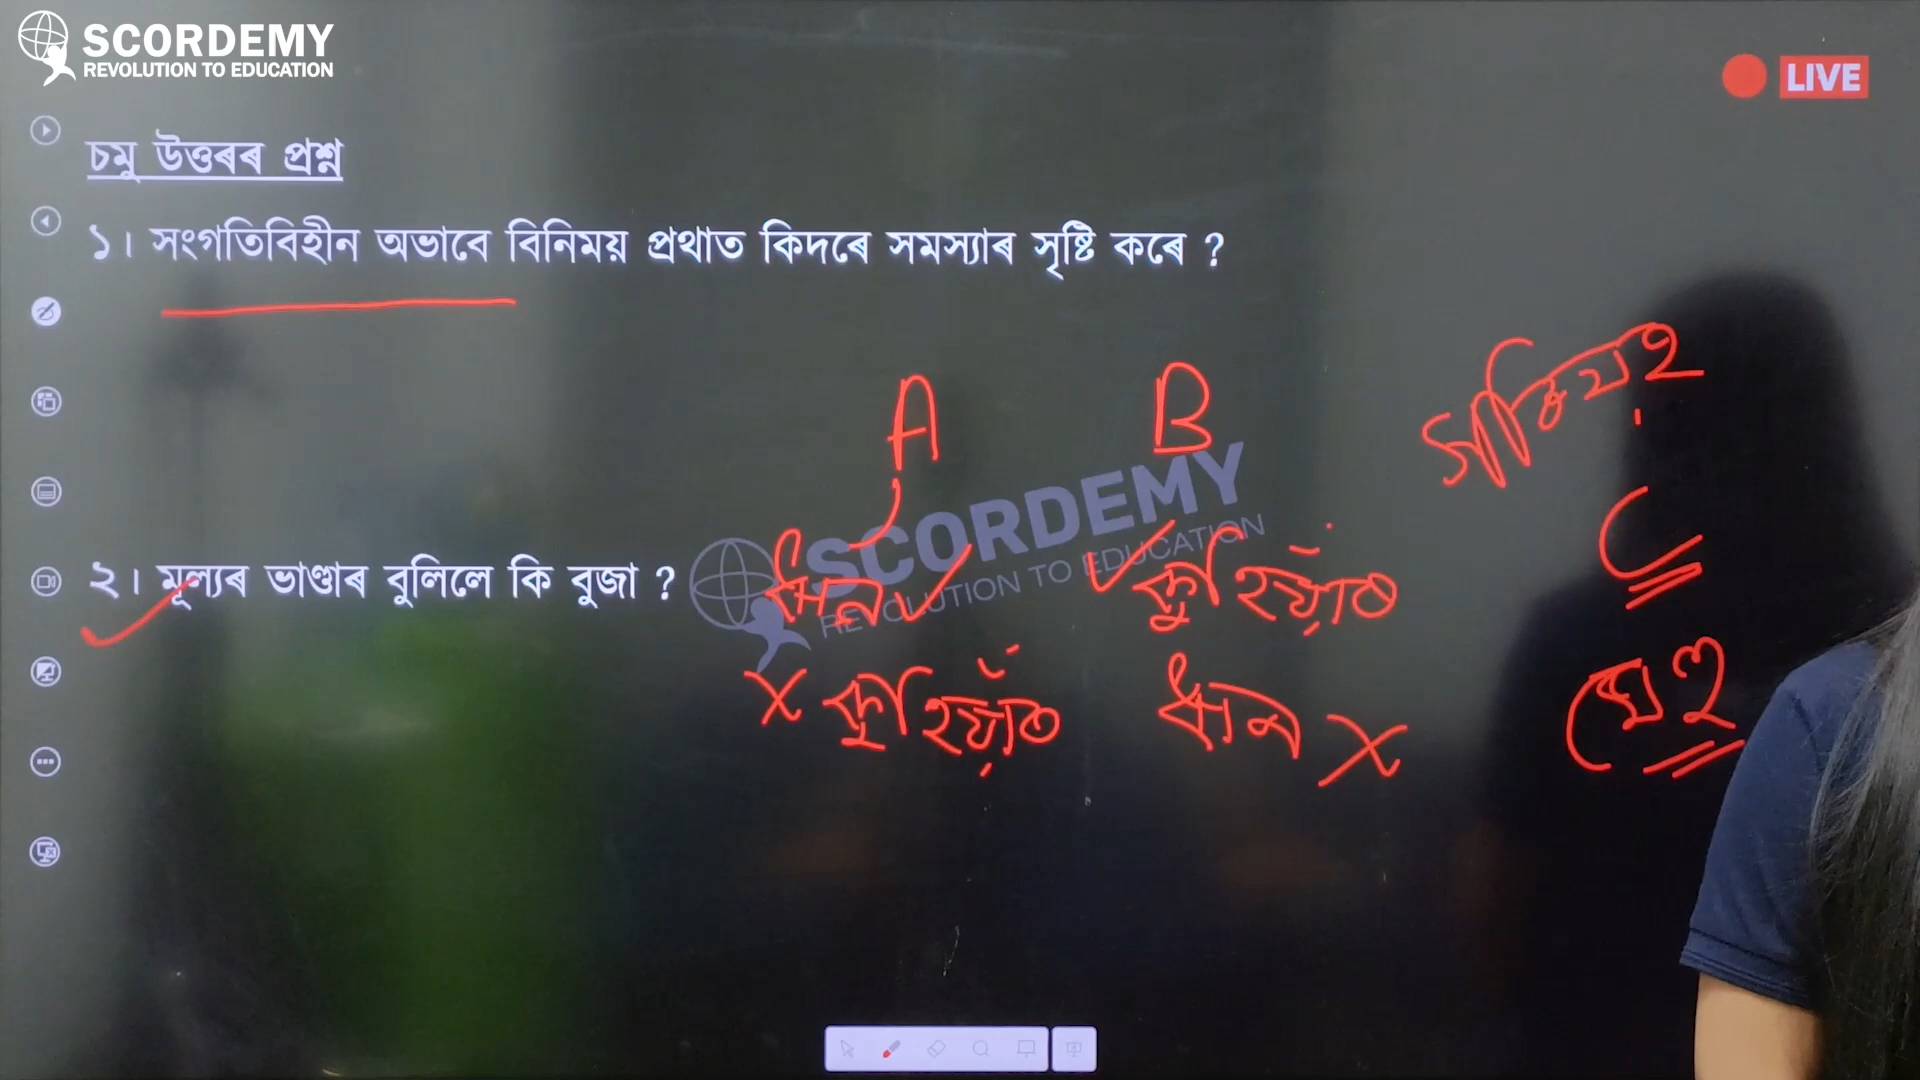 SCORDEMY
REVOLUTION TO EDUCATION
LIVE
চমু উত্তৰৰ প্ৰশ্ন
১। সংগতিবিহীন অভাবে বিনিময় প্ৰথাত কিদৰে সমস্যাৰ সৃষ্টি কৰে ?
A B
SCORDEMY
REVOLUTION TO EDUCATION
২। মূল্যৰ ভাণ্ডাৰ বুলিলে কি বুজা ?
ধান কুঁহিয়াৰ
x কুঁহিয়াৰ ধান x
C